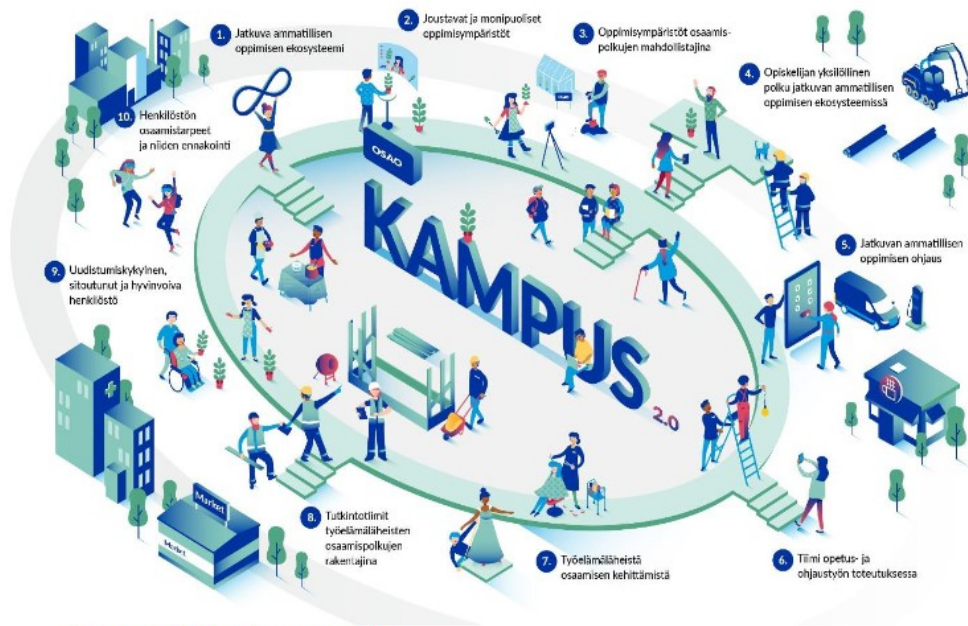 1. Jatkuva ammatillisen
oppimisen ekosysteemi
2. Joustavat ja monipuoliset
oppimisympäristöt
3. Oppimisympäristöt osaamis-
polkujen mahdollistajina
4. Opiskelijan yksilöllinen
polku jatkuvan ammatillisen
oppimisen ekosysteemissä
5. Jatkuvan ammatillisen
oppimisen ohjaus
6. Tiimi opetus- ja
ohjaustyön toteutuksessa
7. Työelämäläheistä
osaamisen kehittämistä
8. Tutkintotiimit
työelämäläheisten
osaamispolkujen
rakentajina
9. Uudistumiskykyinen,
sitoutunut ja hyvinvoiva
henkilöstö
10. Henkilöstön
osaamistarpeet
ja niiden ennakointi
OSAO
KAMPUS
2.0
OSAO
Market
Market